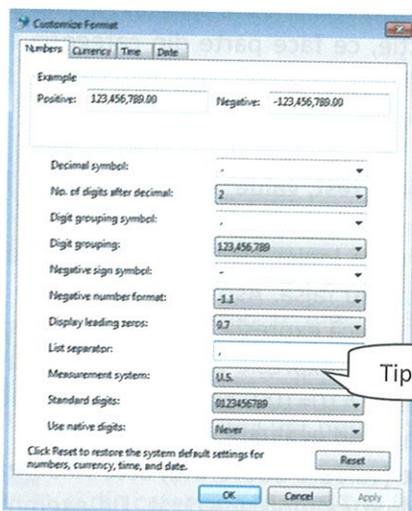 Customize Format
Numbers Currency Time Date
Example
Positive: 123,456,789.00 Negative: -123,456,789.00
Decimal symbol: .
No. of digits after decimal: 2
Digit grouping symbol: ,
Digit grouping: 123,456,789
Negative sign symbol: -
Negative number format: -1.1
Display leading zeros: 0.7
List separator: ,
Measurement system: U.S.
Tip
Standard digits: 0123456789
Use native digits: Never
Click Reset to restore the system default settings for
numbers, currency, time, and date.
Reset
OK Cancel Apply